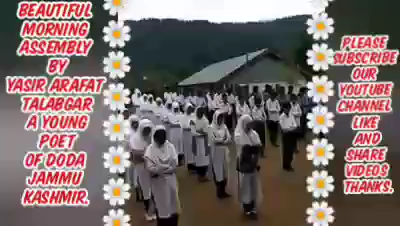 BEAUTIFUL
MORNING
ASSEMBLY
BY
YASIR ARAFAT
TALABGAR
A YOUNG
POET
OF DODA
JAMMU
KASHMIR.
PLEASE
SUBSCRIBE
OUR
YOUTUBE
CHANNEL
LIKE
AND
SHARE
VIDEOS
THANKS.